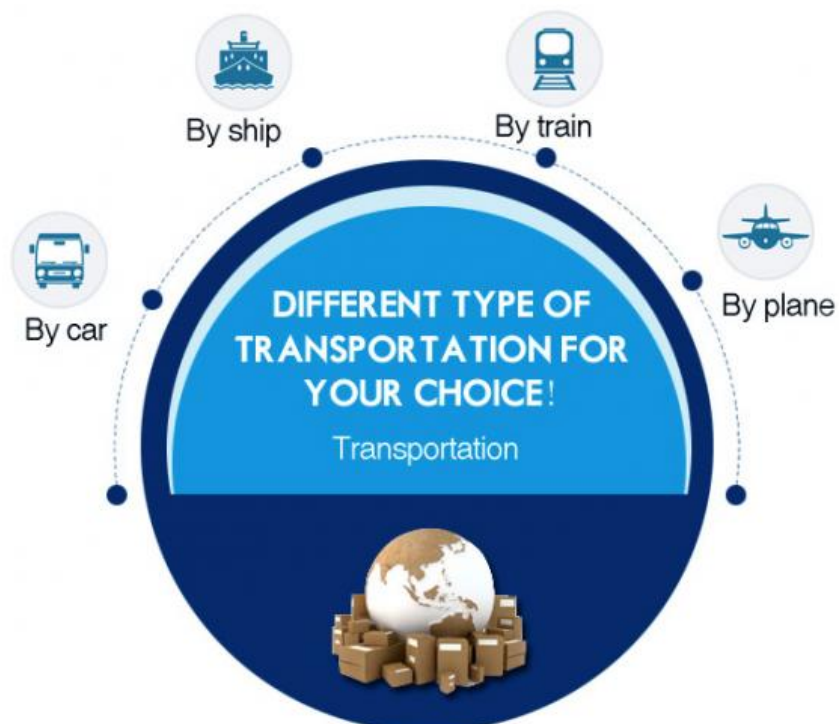 By ship
By train
By car
By plane
DIFFERENT TYPE OF
TRANSPORTATION FOR
YOUR CHOICE!
Transportation